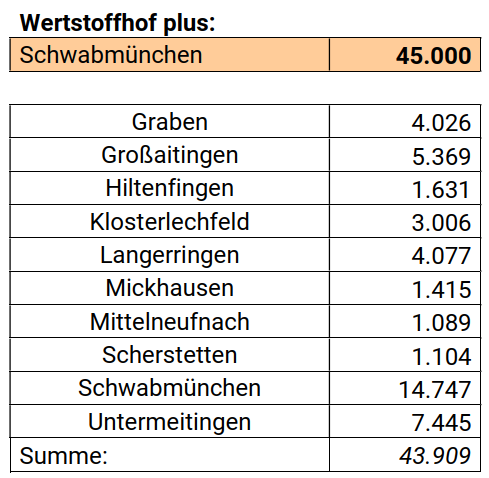 Wertstoffhof plus:
Schwabmünchen 45.000
Graben 4.026
Großaitingen 5.369
Hiltenfingen 1.631
Klosterlechfeld 3.006
Langerringen 4.077
Mickhausen 1.415
Mittelneufnach 1.089
Scherstetten 1.104
Schwabmünchen 14.747
Untermeitingen 7.445
Summe: 43.909